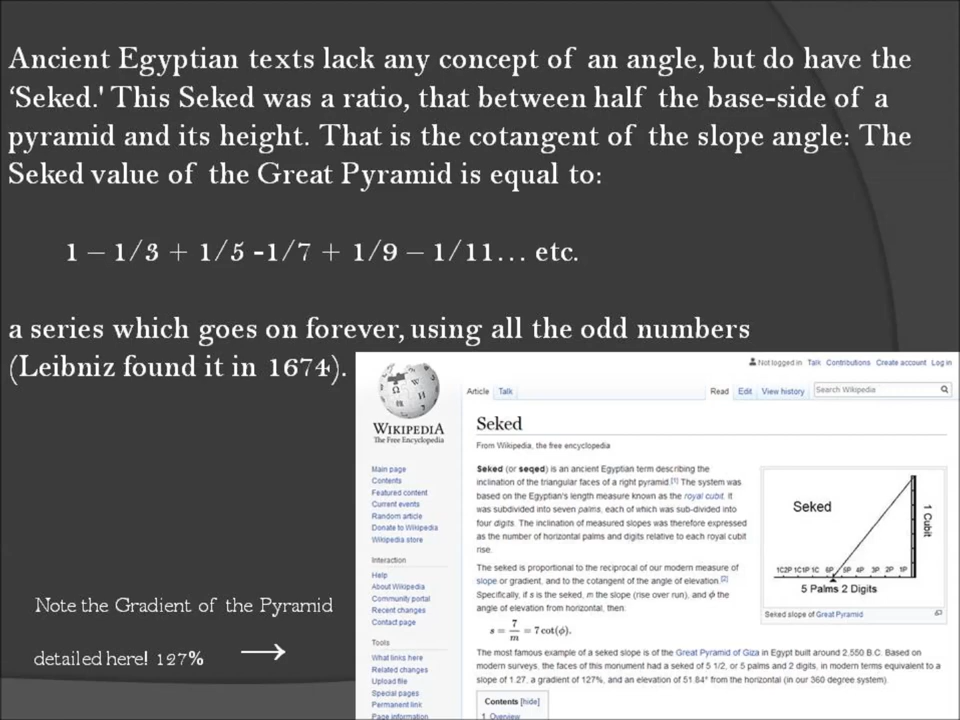 Ancient Egyptian texts lack any concept of an angle, but do have the
‘Seked.' This Seked was a ratio, that between half the base-side of a
pyramid and its height. That is the cotangent of the slope angle: The
Seked value of the Great Pyramid is equal to:
1 – 1/3 + 1/5 -1/7 + 1/9 – 1/11… etc.
a series which goes on forever, using all the odd numbers
(Leibniz found it in 1674).
Not logged in Talk Contributions Create account Log in
Article Talk
Read Edit View history Search Wikipedia
WIKIPEDIA
The Free Encyclopedia
Main page
Contents
Featured content
Current events
Random article
Donate to Wikipedia
Wikipedia store
Interaction
Help
About Wikipedia
Community portal
Recent changes
Contact page
Tools
What links here
Related changes
Upload file
Special pages
Permanent link
Page information
Seked
From Wikipedia, the free encyclopedia
Seked (or seqed) is an ancient Egyptian term describing the
inclination of the triangular faces of a right pyramid.[1] The system was
based on the Egyptian's length measure known as the royal cubit. It
was subdivided into seven palms, each of which was sub-divided into
four digits. The inclination of measured slopes was therefore expressed
as the number of horizontal palms and digits relative to each royal cubit
rise.
The seked is proportional to the reciprocal of our modern measure of
slope or gradient, and to the cotangent of the angle of elevation.[2]
Specifically, if s is the seked, m the slope (rise over run), and ϕ the
angle of elevation from horizontal, then:
s = 7/m = 7 cot(ϕ).
The most famous example of a seked slope is of the Great Pyramid of Giza in Egypt built around 2,550 B.C. Based on
modern surveys, the faces of this monument had a seked of 5 1/2, or 5 palms and 2 digits, in modern terms equivalent to a
slope of 1.27, a gradient of 127%, and an elevation of 51.84° from the horizontal (in our 360 degree system).
Contents [hide]
1 Overview
Seked
1 Cubit
1C2P 1C1P 1C 6P 5P 4P 3P 2P 1P
5 Palms 2 Digits
Seked slope of Great Pyramid
Note the Gradient of the Pyramid
detailed here! 127% →